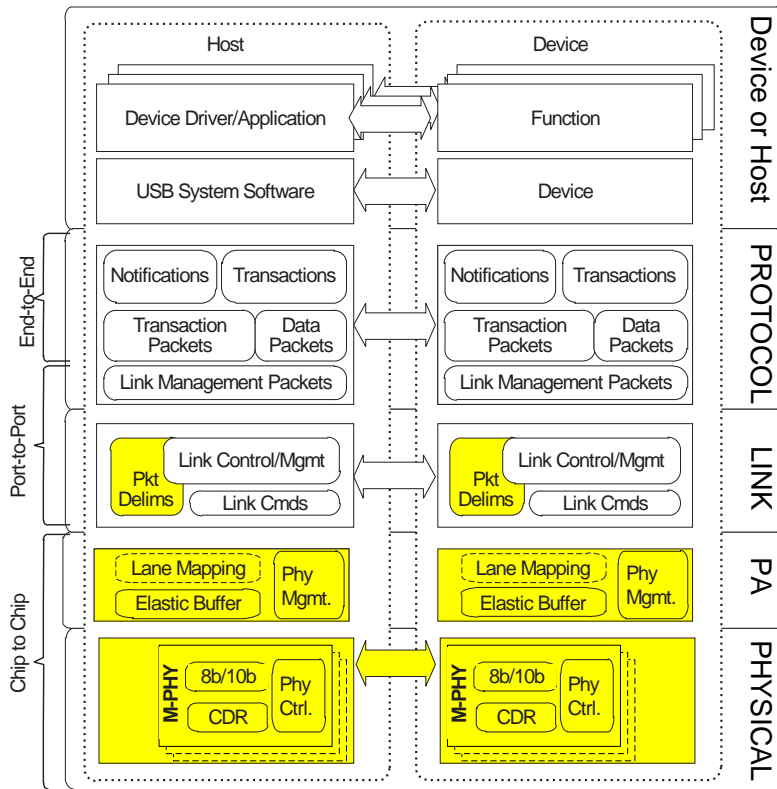 Host
Device
Device or Host
Device Driver/Application
Function
USB System Software
Device
End-to-End
PROTOCOL
Notifications
Transactions
Notifications
Transactions
Transaction
Packets
Data
Packets
Transaction
Packets
Data
Packets
Link Management Packets
Link Management Packets
Port-to-Port
LINK
Pkt
Delims
Link Control/Mgmt
Link Cmds
Pkt
Delims
Link Control/Mgmt
Link Cmds
Chip to Chip
PA
Lane Mapping
Elastic Buffer
Phy
Mgmt.
Lane Mapping
Elastic Buffer
Phy
Mgmt.
PHYSICAL
M-PHY
8b/10b
CDR
Phy
Ctrl.
M-PHY
8b/10b
CDR
Phy
Ctrl.